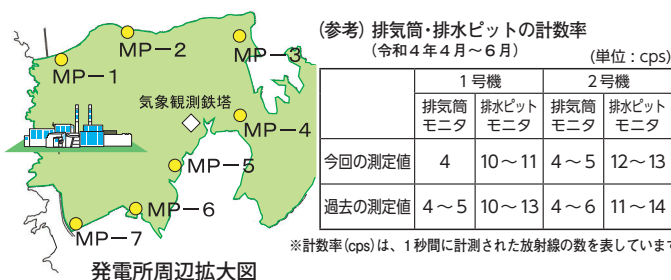 MP−1
MP−2
MP−3
気象観測鉄塔
MP−4
MP−5
MP−6
MP−7
発電所周辺拡大図
(参考) 排気筒・排水ピットの計数率
(令和4年4月～6月)
(単位：cps)
1号機 2号機
排気筒モニタ 排水ピットモニタ 排気筒モニタ 排水ピットモニタ
今回の測定値 4 10～11 4～5 12～13
過去の測定値 4～5 10～13 4～6 11～14
※計数率(cps)は、1秒間に計測された放射線の数を表しています